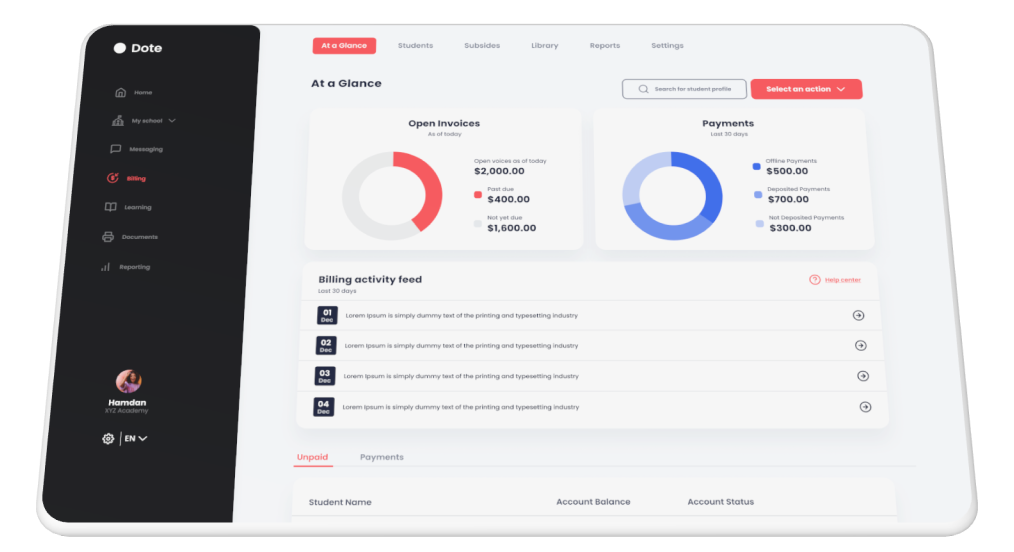 Dote
Home
My school
Messaging
Billing
Learning
Documents
Reporting
Hamdan
XYZ Academy
EN
At a Glance
Students
Subsides
Library
Reports
Settings
At a Glance
Search for student profile
Select an action
Open Invoices
As of today
Open voices as of today
$2,000.00
Past due
$400.00
Not yet due
$1,600.00
Payments
Last 30 days
Offline Payments
$500.00
Deposited Payments
$700.00
Not Deposited Payments
$300.00
Billing activity feed
Last 30 days
Help center
01
Dec
Lorem Ipsum is simply dummy text of the printing and typesetting industry
02
Dec
Lorem Ipsum is simply dummy text of the printing and typesetting industry
03
Dec
Lorem Ipsum is simply dummy text of the printing and typesetting industry
04
Dec
Lorem Ipsum is simply dummy text of the printing and typesetting industry
Unpaid
Payments
Student Name
Account Balance
Account Status